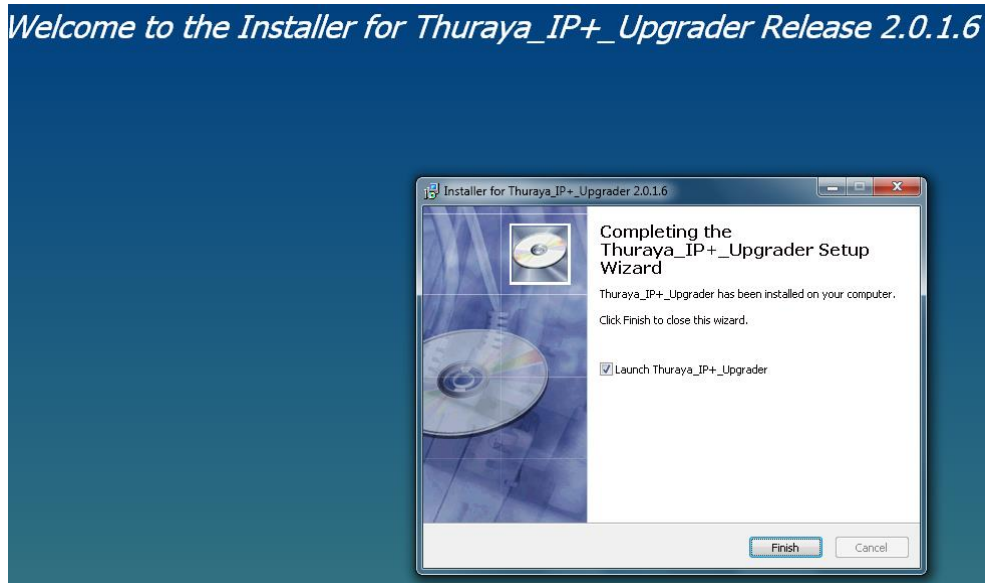 Welcome to the Installer for Thuraya_IP+_Upgrader Release 2.0.1.6
Installer for Thuraya_IP+_Upgrader 2.0.1.6
Completing the
Thuraya_IP+_Upgrader Setup
Wizard
Thuraya_IP+_Upgrader has been installed on your computer.
Click Finish to close this wizard.
Launch Thuraya_IP+_Upgrader
Finish
Cancel